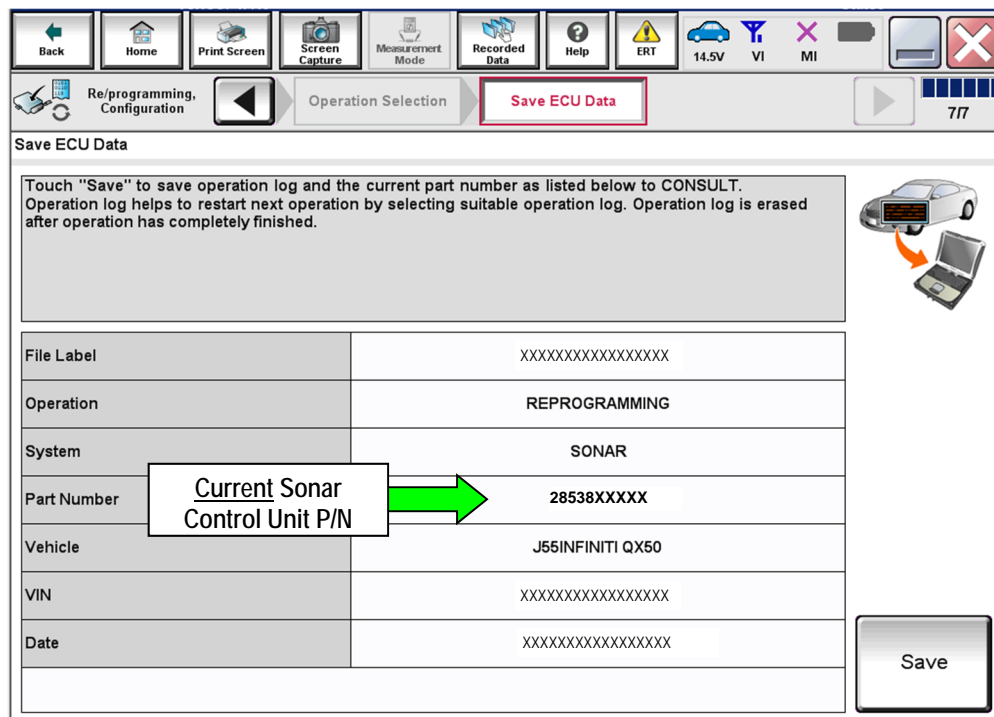 Back
Home
Print Screen
Screen
Capture
Measurement
Mode
Recorded
Data
Help
ERT
14.5V
VI
MI
Re/programming,
Configuration
Operation Selection
Save ECU Data
7/7
Save ECU Data
Touch "Save" to save operation log and the current part number as listed below to CONSULT.
Operation log helps to restart next operation by selecting suitable operation log. Operation log is erased
after operation has completely finished.
File Label
XXXXXXXXXXXXXXXXX
Operation
REPROGRAMMING
System
SONAR
Part Number
Current Sonar
Control Unit P/N
28538XXXXX
Vehicle
J55INFINITI QX50
VIN
XXXXXXXXXXXXXXXXX
Date
XXXXXXXXXXXXXXXXX
Save